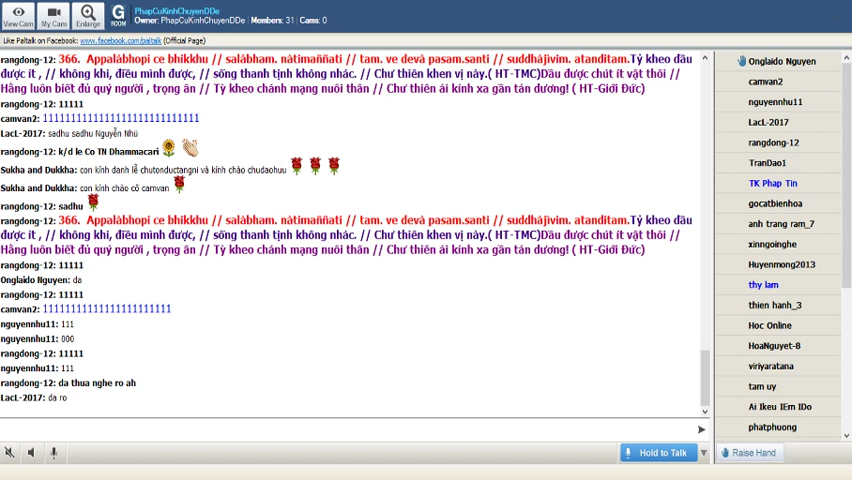 PhapCuKinhChuyenDDe
Owner: PhapCuKinhChuyenDDe Members: 31 Cams: 0
View Cam
My Cam
Enlarge
G
ROOM
Like Paltalk on Facebook: www.facebook.com/paltalk (Official Page)
rangdong-12: 366. Appalàbhopi ce bhikkhu // salàbham. nàtimaññati // tam. ve devà pasam.santi // suddhàjìvim. atanditam.Tỳ kheo dầu
được ít , // không khi, điều mình được, // sống thanh tịnh không nhác. // Chư thiên khen vị này.( HT-TMC)Dầu được chút ít vật thôi //
Hằng luôn biết đủ quý người , trọng ân // Tỳ kheo chánh mạng nuôi thân // Chư thiên ái kính xa gần tán dương! ( HT-Giới Đức)
rangdong-12: 11111
camvan2: 1111111111111111111111111111
LacL-2017: sadhu sadhu Nguyễn Nhũ
rangdong-12: k/d le Co TN Dhammacari
Sukha and Dukkha: con kính danh lễ chutonductangni và kính chào chudaohuu
Sukha and Dukkha: con kính chào cô camvan
rangdong-12: sadhu
rangdong-12: 366. Appalàbhopi ce bhikkhu // salàbham. nàtimaññati // tam. ve devà pasam.santi // suddhàjìvim. atanditam.Tỳ kheo dầu
được ít , // không khi, điều mình được, // sống thanh tịnh không nhác. // Chư thiên khen vị này.( HT-TMC)Dầu được chút ít vật thôi //
Hằng luôn biết đủ quý người , trọng ân // Tỳ kheo chánh mạng nuôi thân // Chư thiên ái kính xa gần tán dương! ( HT-Giới Đức)
rangdong-12: 11111
Onglaido Nguyen: da
rangdong-12: 11111
camvan2: 11111111111111111111111
nguyennhu11: 111
nguyennhu11: 000
rangdong-12: 11111
nguyennhu11: 111
rangdong-12: da thua nghe ro ah
LacL-2017: da ro
Hold to Talk
Onglaido Nguyen
camvan2
nguyennhu11
LacL-2017
rangdong-12
TranDao1
TK Phap Tin
gocatbienhoa
anh trang ram_7
xinngoinghe
Huyenmong2013
thy lam
thien hanh_3
Hoc Online
HoaNguyet-8
viriyaratana
tam uy
Ai Ikeu IEm IDo
phatphuong
Raise Hand